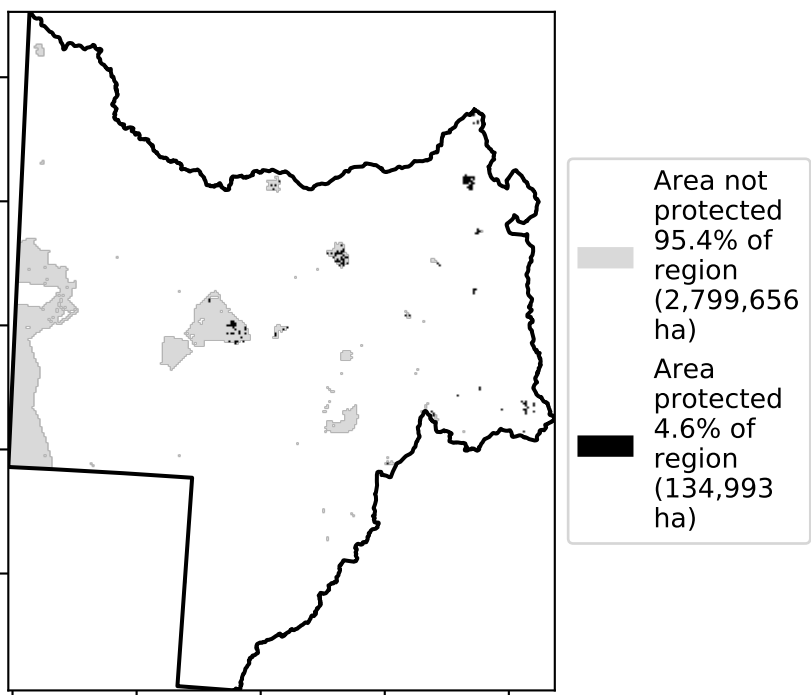 Area not
protected
95.4% of
region
(2,799,656
ha)
Area
protected
4.6% of
region
(134,993
ha)